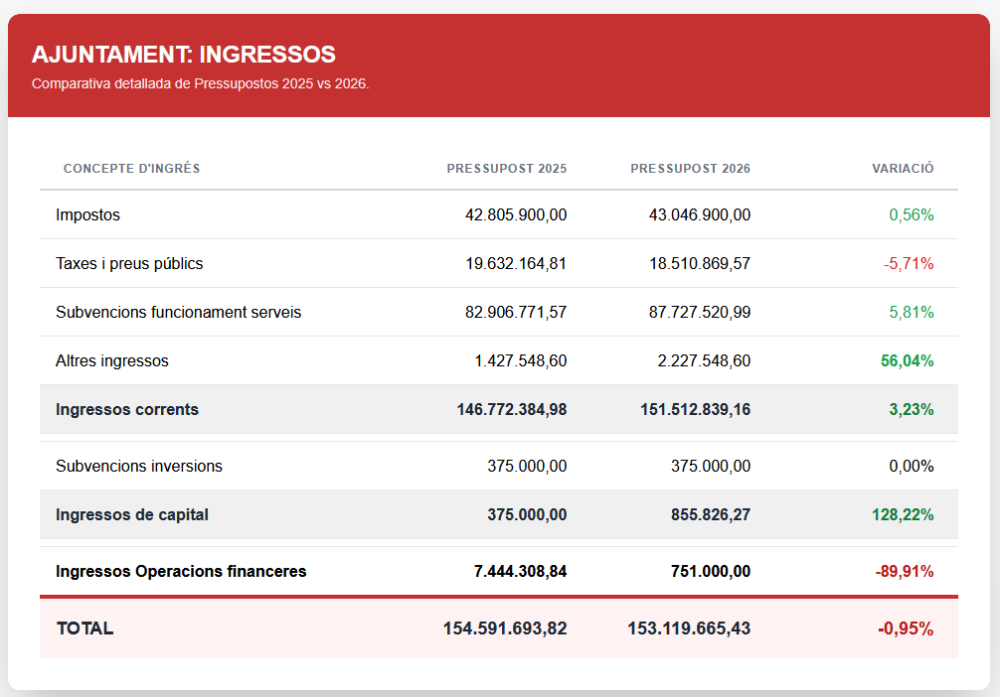 AJUNTAMENT: INGRESSOS
Comparativa detallada de Pressupostos 2025 vs 2026.
CONCEPTE D'INGRÉS PRESSUPOST 2025 PRESSUPOST 2026 VARIACIÓ
Impostos 42.805.900,00 43.046.900,00 0,56%
Taxes i preus públics 19.632.164,81 18.510.869,57 -5,71%
Subvencions funcionament serveis 82.906.771,57 87.727.520,99 5,81%
Altres ingressos 1.427.548,60 2.227.548,60 56,04%
Ingressos corrents 146.772.384,98 151.512.839,16 3,23%
Subvencions inversions 375.000,00 375.000,00 0,00%
Ingressos de capital 375.000,00 855.826,27 128,22%
Ingressos Operacions financeres 7.444.308,84 751.000,00 -89,91%
TOTAL 154.591.693,82 153.119.665,43 -0,95%